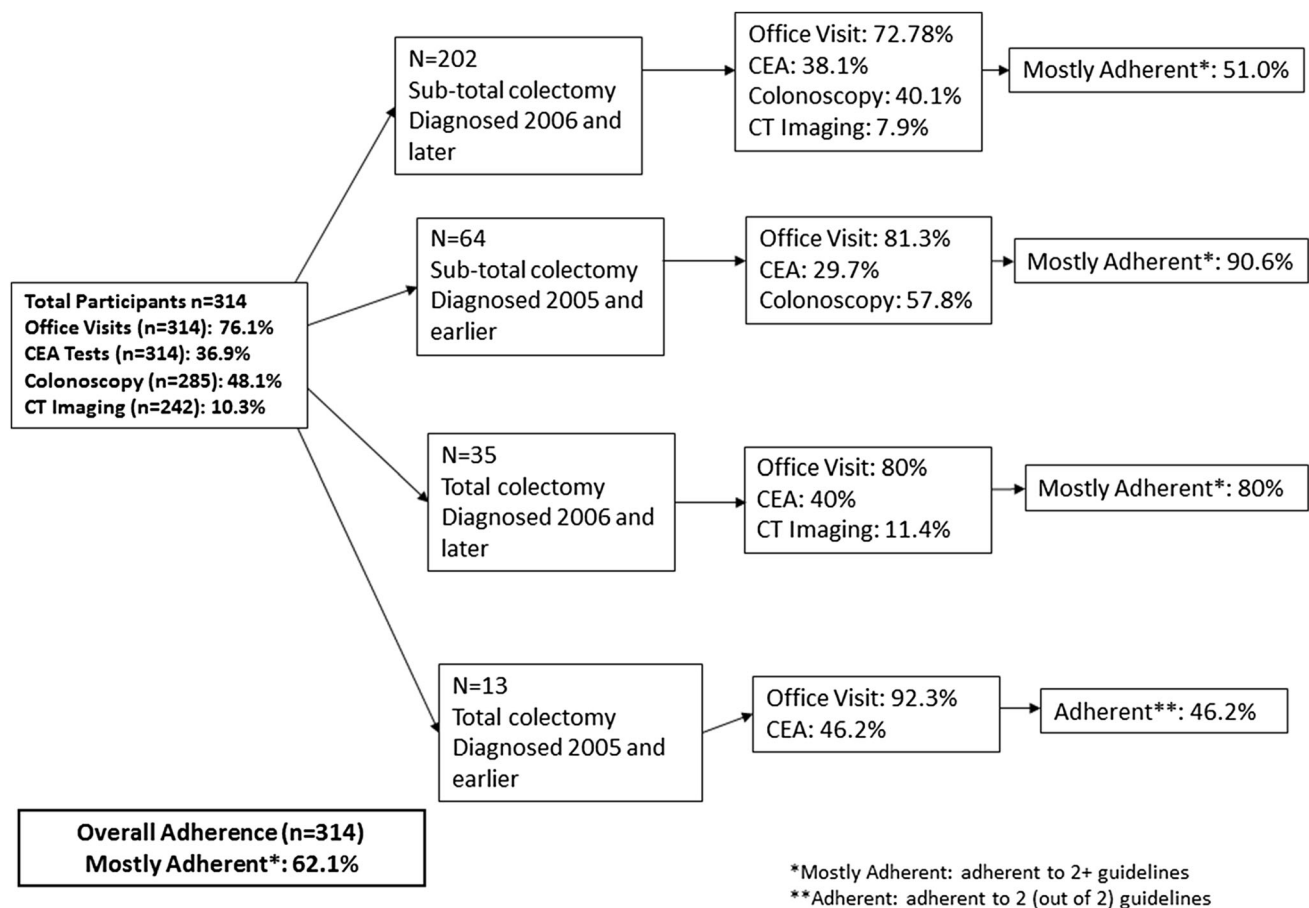 Total Participants n=314
Office Visits (n=314): 76.1%
CEA Tests (n=314): 36.9%
Colonoscopy (n=285): 48.1%
CT Imaging (n=242): 10.3%
N=202
Sub-total colectomy
Diagnosed 2006 and
later
Office Visit: 72.78%
CEA: 38.1%
Colonoscopy: 40.1%
CT Imaging: 7.9%
Mostly Adherent*: 51.0%
N=64
Sub-total colectomy
Diagnosed 2005 and
earlier
Office Visit: 81.3%
CEA: 29.7%
Colonoscopy: 57.8%
Mostly Adherent*: 90.6%
N=35
Total colectomy
Diagnosed 2006 and
later
Office Visit: 80%
CEA: 40%
CT Imaging: 11.4%
Mostly Adherent*: 80%
N=13
Total colectomy
Diagnosed 2005 and
earlier
Office Visit: 92.3%
CEA: 46.2%
Adherent**: 46.2%
Overall Adherence (n=314)
Mostly Adherent*: 62.1%
*Mostly Adherent: adherent to 2+ guidelines
**Adherent: adherent to 2 (out of 2) guidelines